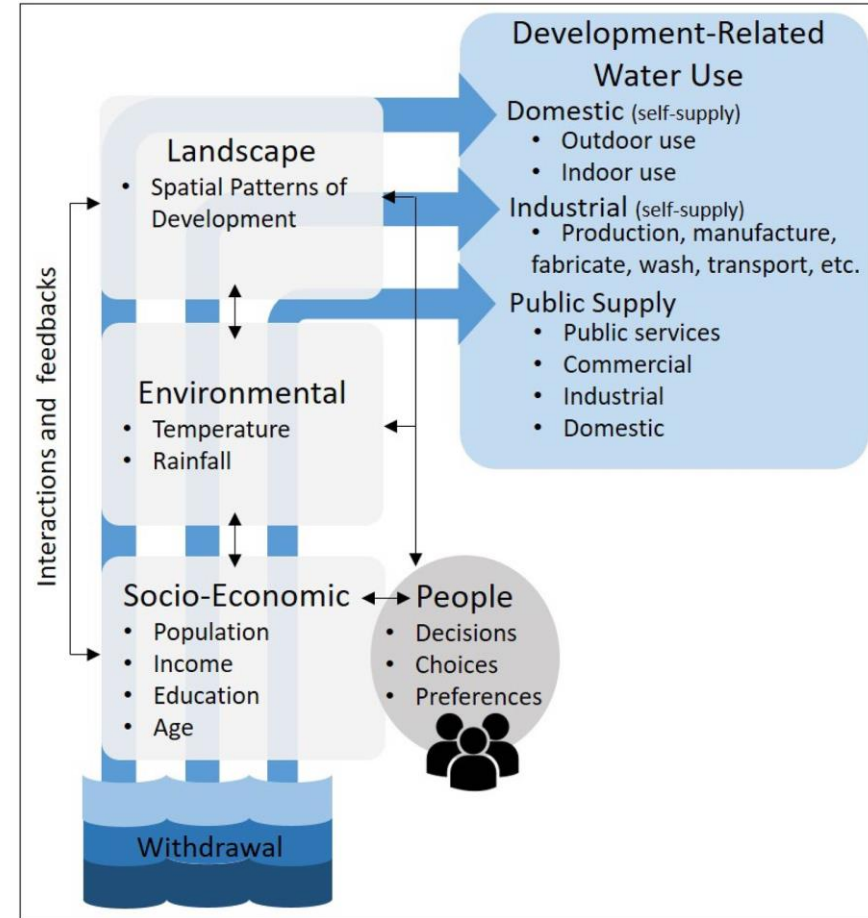 Development-Related
Water Use
Domestic (self-supply)
• Outdoor use
• Indoor use
Industrial (self-supply)
• Production, manufacture,
fabricate, wash, transport, etc.
Public Supply
• Public services
• Commercial
• Industrial
• Domestic
Landscape
• Spatial Patterns of
Development
Interactions and feedbacks
Environmental
• Temperature
• Rainfall
Socio-Economic
• Population
• Income
• Education
• Age
People
• Decisions
• Choices
• Preferences
Withdrawal